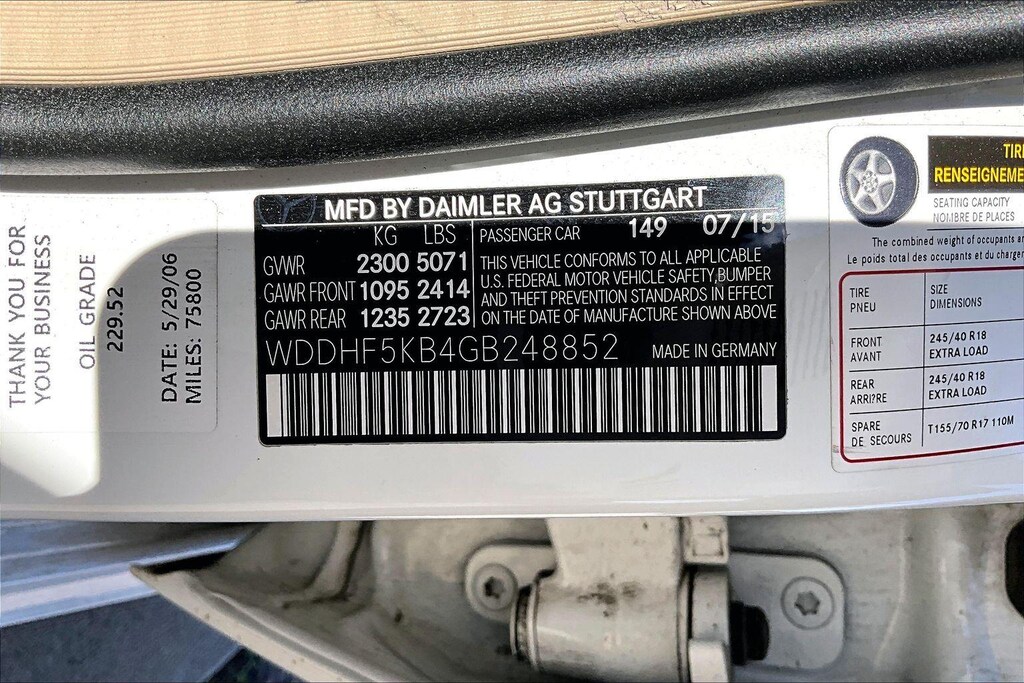 THANK YOU FOR
YOUR BUSINESS
OIL GRADE
229.52
DATE: 5/29/06
MILES: 75800
MFD BY DAIMLER AG STUTTGART
KG LBS
GVWR 2300 5071
GAWR FRONT 1095 2414
GAWR REAR 1235 2723
PASSENGER CAR 149 07/15
THIS VEHICLE CONFORMS TO ALL APPLICABLE
U.S. FEDERAL MOTOR VEHICLE SAFETY,BUMPER
AND THEFT PREVENTION STANDARDS IN EFFECT
ON THE DATE OF MANUFACTURE SHOWN ABOVE
WDDHF5KB4GB248852 MADE IN GERMANY
SEATING CAPACITY
NOMBRE DE PLACES
The combined weight of occupants
Le poids total des occupants et du
TIRE SIZE
PNEU DIMENSIONS
FRONT 245/40 R18
AVANT EXTRA LOAD
REAR 245/40 R18
ARRI?RE EXTRA LOAD
SPARE T155/70 R17 110M
DE SECOURS